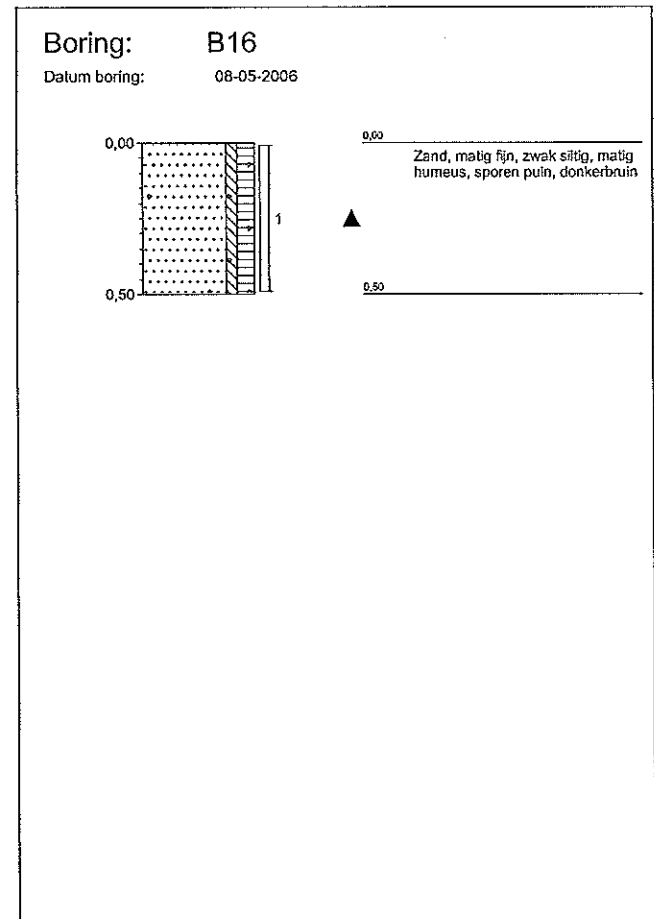 Boring: B16
Datum boring: 08-05-2006
0,00
0,00
Zand, matig fijn, zwak siltig, matig
humeus, sporen puin, donkerbruin
1
0,50
0,50